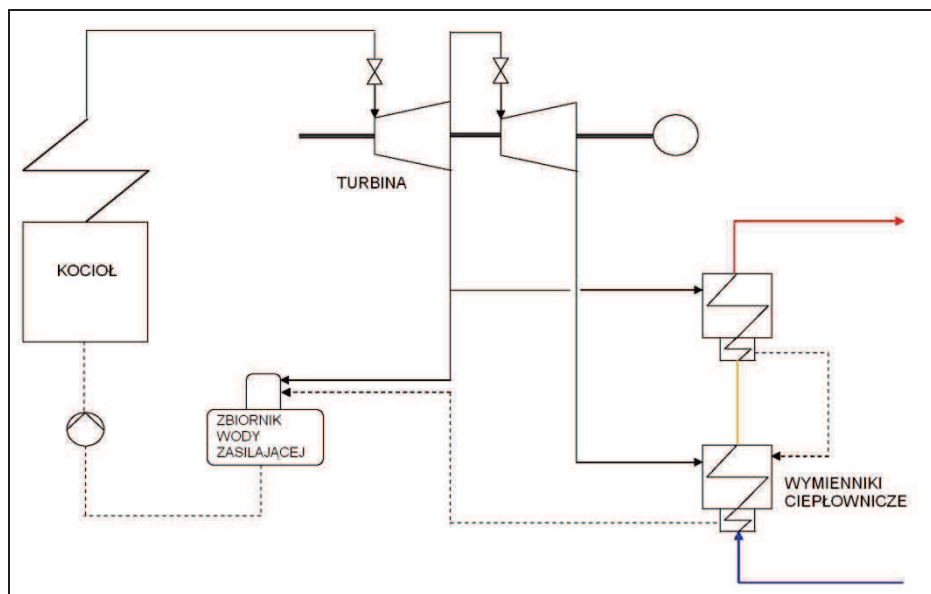 TURBINA
KOCIOŁ
ZBIORNIK
WODY
ZASILAJĄCEJ
WYMIENNIKI
CIEPŁOWNICZE